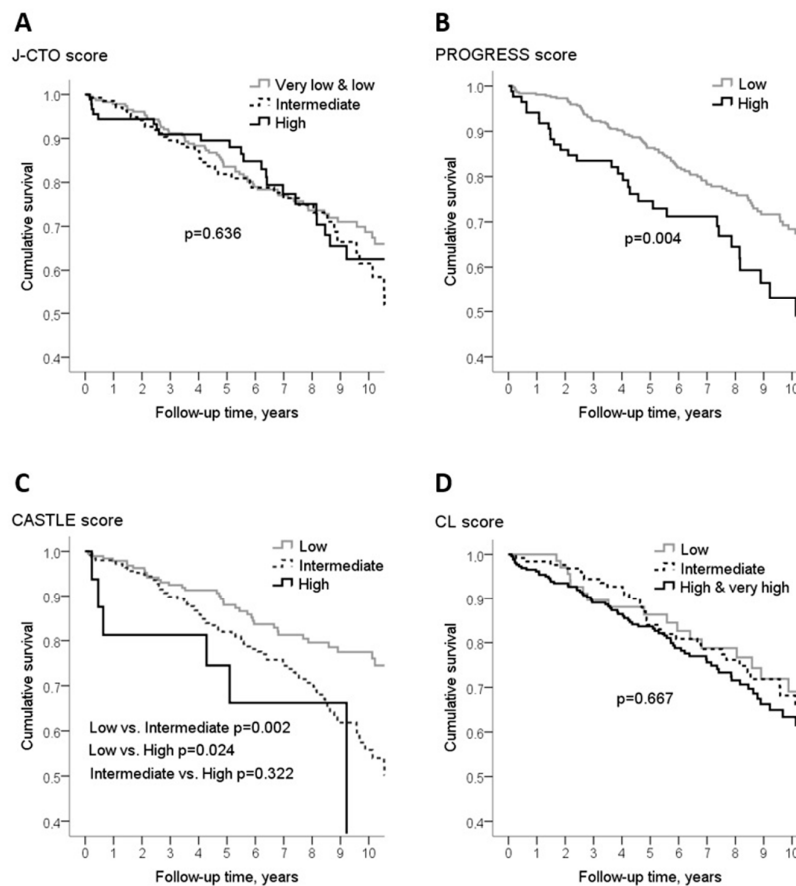 A
J-CTO score
Very low & low
Intermediate
High
1.0
0.9
0.8
0.7
0.6
0.5
0.4
Cumulative survival
p=0.636
0 1 2 3 4 5 6 7 8 9 10
Follow-up time, years
B
PROGRESS score
Low
High
1.0
0.9
0.8
0.7
0.6
0.5
0.4
Cumulative survival
p=0.004
0 1 2 3 4 5 6 7 8 9 10
Follow-up time, years
C
CASTLE score
Low
Intermediate
High
1.0
0.9
0.8
0.7
0.6
0.5
0.4
Cumulative survival
Low vs. Intermediate p=0.002
Low vs. High p=0.024
Intermediate vs. High p=0.322
0 1 2 3 4 5 6 7 8 9 10
Follow-up time, years
D
CL score
Low
Intermediate
High & very high
1.0
0.9
0.8
0.7
0.6
0.5
0.4
Cumulative survival
p=0.667
0 1 2 3 4 5 6 7 8 9 10
Follow-up time, years